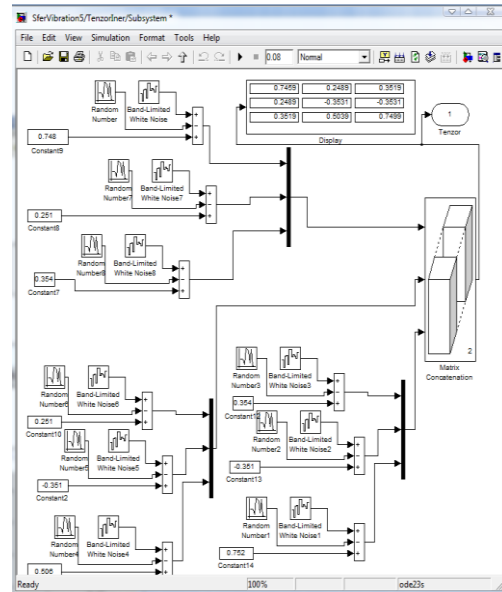 SferVibration5/TenzorIner/Subsystem *
File Edit View Simulation Format Tools Help
0.08 Normal
0.7459 0.2489 0.3519
0.2489 -0.3531 -0.3531
0.3519 0.5039 0.7499
Display
1
Tenzor
Random Number
Band-Limited White Noise
0.748
Constant9
Random Number7
Band-Limited White Noise7
0.251
Constant8
Random Number8
Band-Limited White Noise8
0.354
Constant7
2
Matrix Concatenation
Random Number6
Band-Limited White Noise6
0.251
Constant10
Random Number5
Band-Limited White Noise5
-0.351
Constant2
Random Number4
Band-Limited White Noise4
0.506
Random Number3
Band-Limited White Noise3
0.354
Constant12
Random Number2
Band-Limited White Noise2
-0.351
Constant13
Random Number1
Band-Limited White Noise1
0.752
Constant14
Ready 100% ode23s